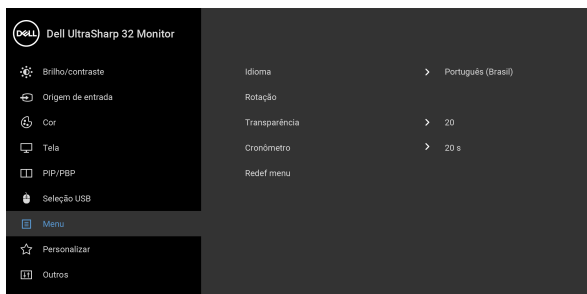 DELL Dell UltraSharp 32 Monitor
Brilho/contraste
Idioma Português (Brasil)
Origem de entrada
Rotação
Cor
Transparência 20
Tela
Cronômetro 20 s
PIP/PBP
Redef menu
Seleção USB
Menu
Personalizar
Outros